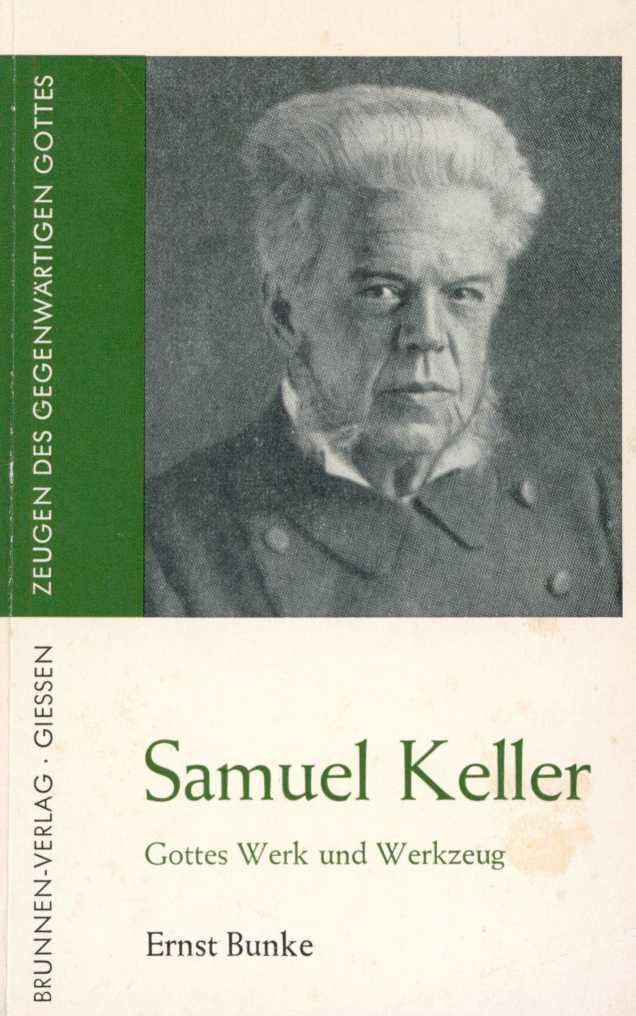 ZEUGEN DES GEGENWÄRTIGEN GOTTES
BRUNNEN-VERLAG · GIESSEN
Samuel Keller
Gottes Werk und Werkzeug
Ernst Bunke